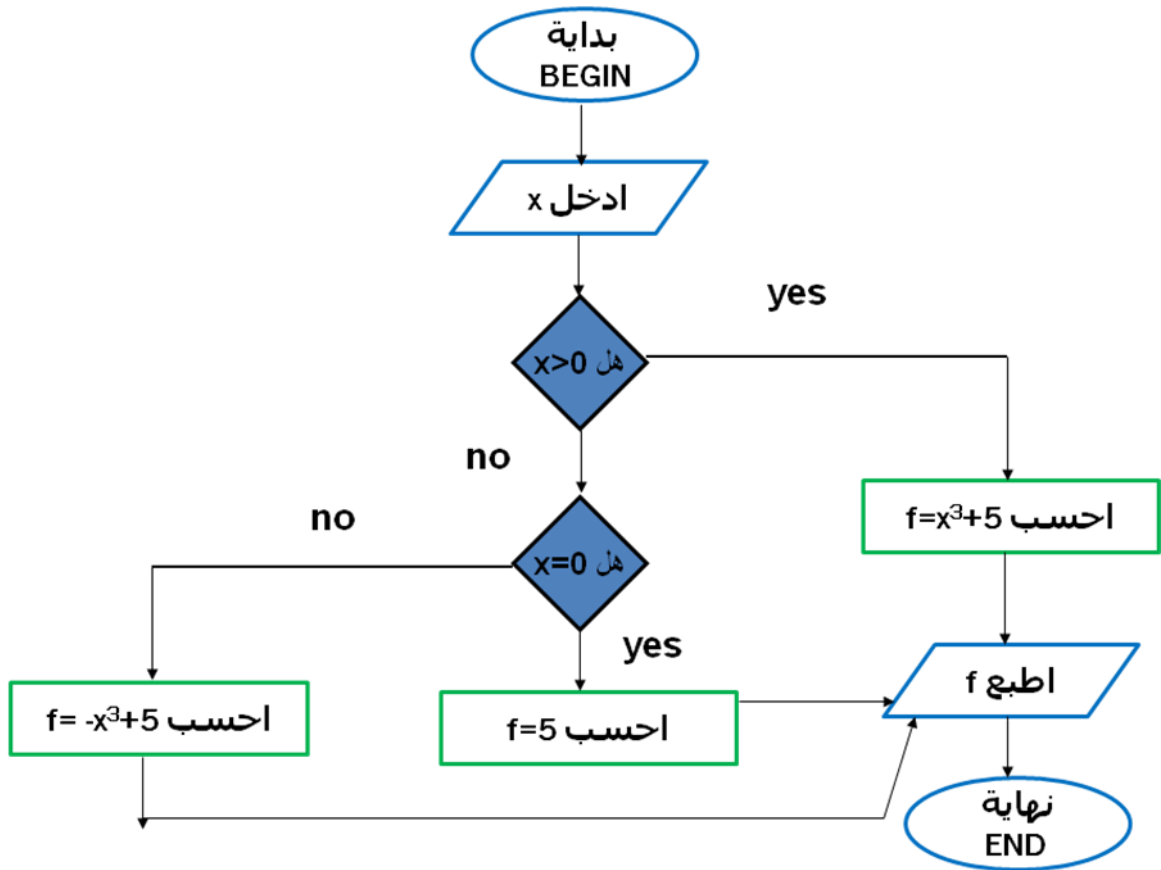 بداية
BEGIN
ادخل x
yes
هل x>0
no
احسب f=x³+5
no
هل x=0
yes
اطبع f
احسب f= -x³+5
احسب f=5
نهاية
END